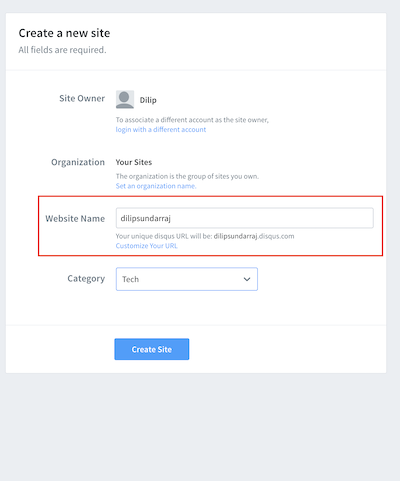 Create a new site
All fields are required.
Site Owner
Dilip
To associate a different account as the site owner,
login with a different account
Organization
Your Sites
The organization is the group of sites you own.
Set an organization name.
Website Name
dilipsundarraj
Your unique disqus URL will be: dilipsundarraj.disqus.com
Customize Your URL
Category
Tech
Create Site